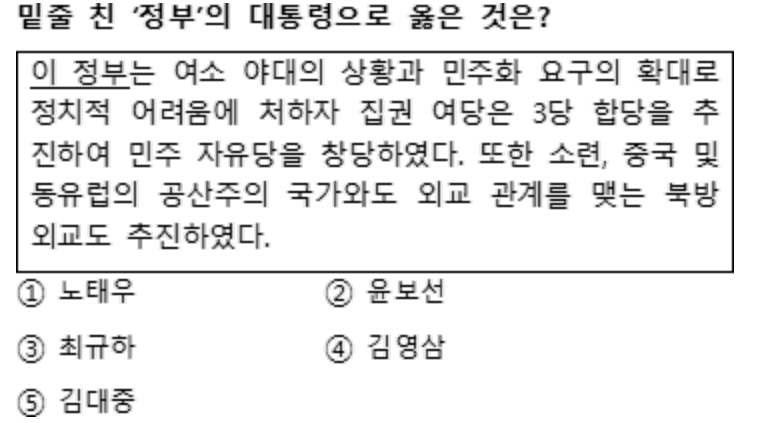 밑줄 친 ‘정부’의 대통령으로 옳은 것은?
이 정부는 여소 야대의 상황과 민주화 요구의 확대로
정치적 어려움에 처하자 집권 여당은 3당 합당을 추
진하여 민주 자유당을 창당하였다. 또한 소련, 중국 및
동유럽의 공산주의 국가와도 외교 관계를 맺는 북방
외교도 추진하였다.
① 노태우 ② 윤보선
③ 최규하 ④ 김영삼
⑤ 김대중